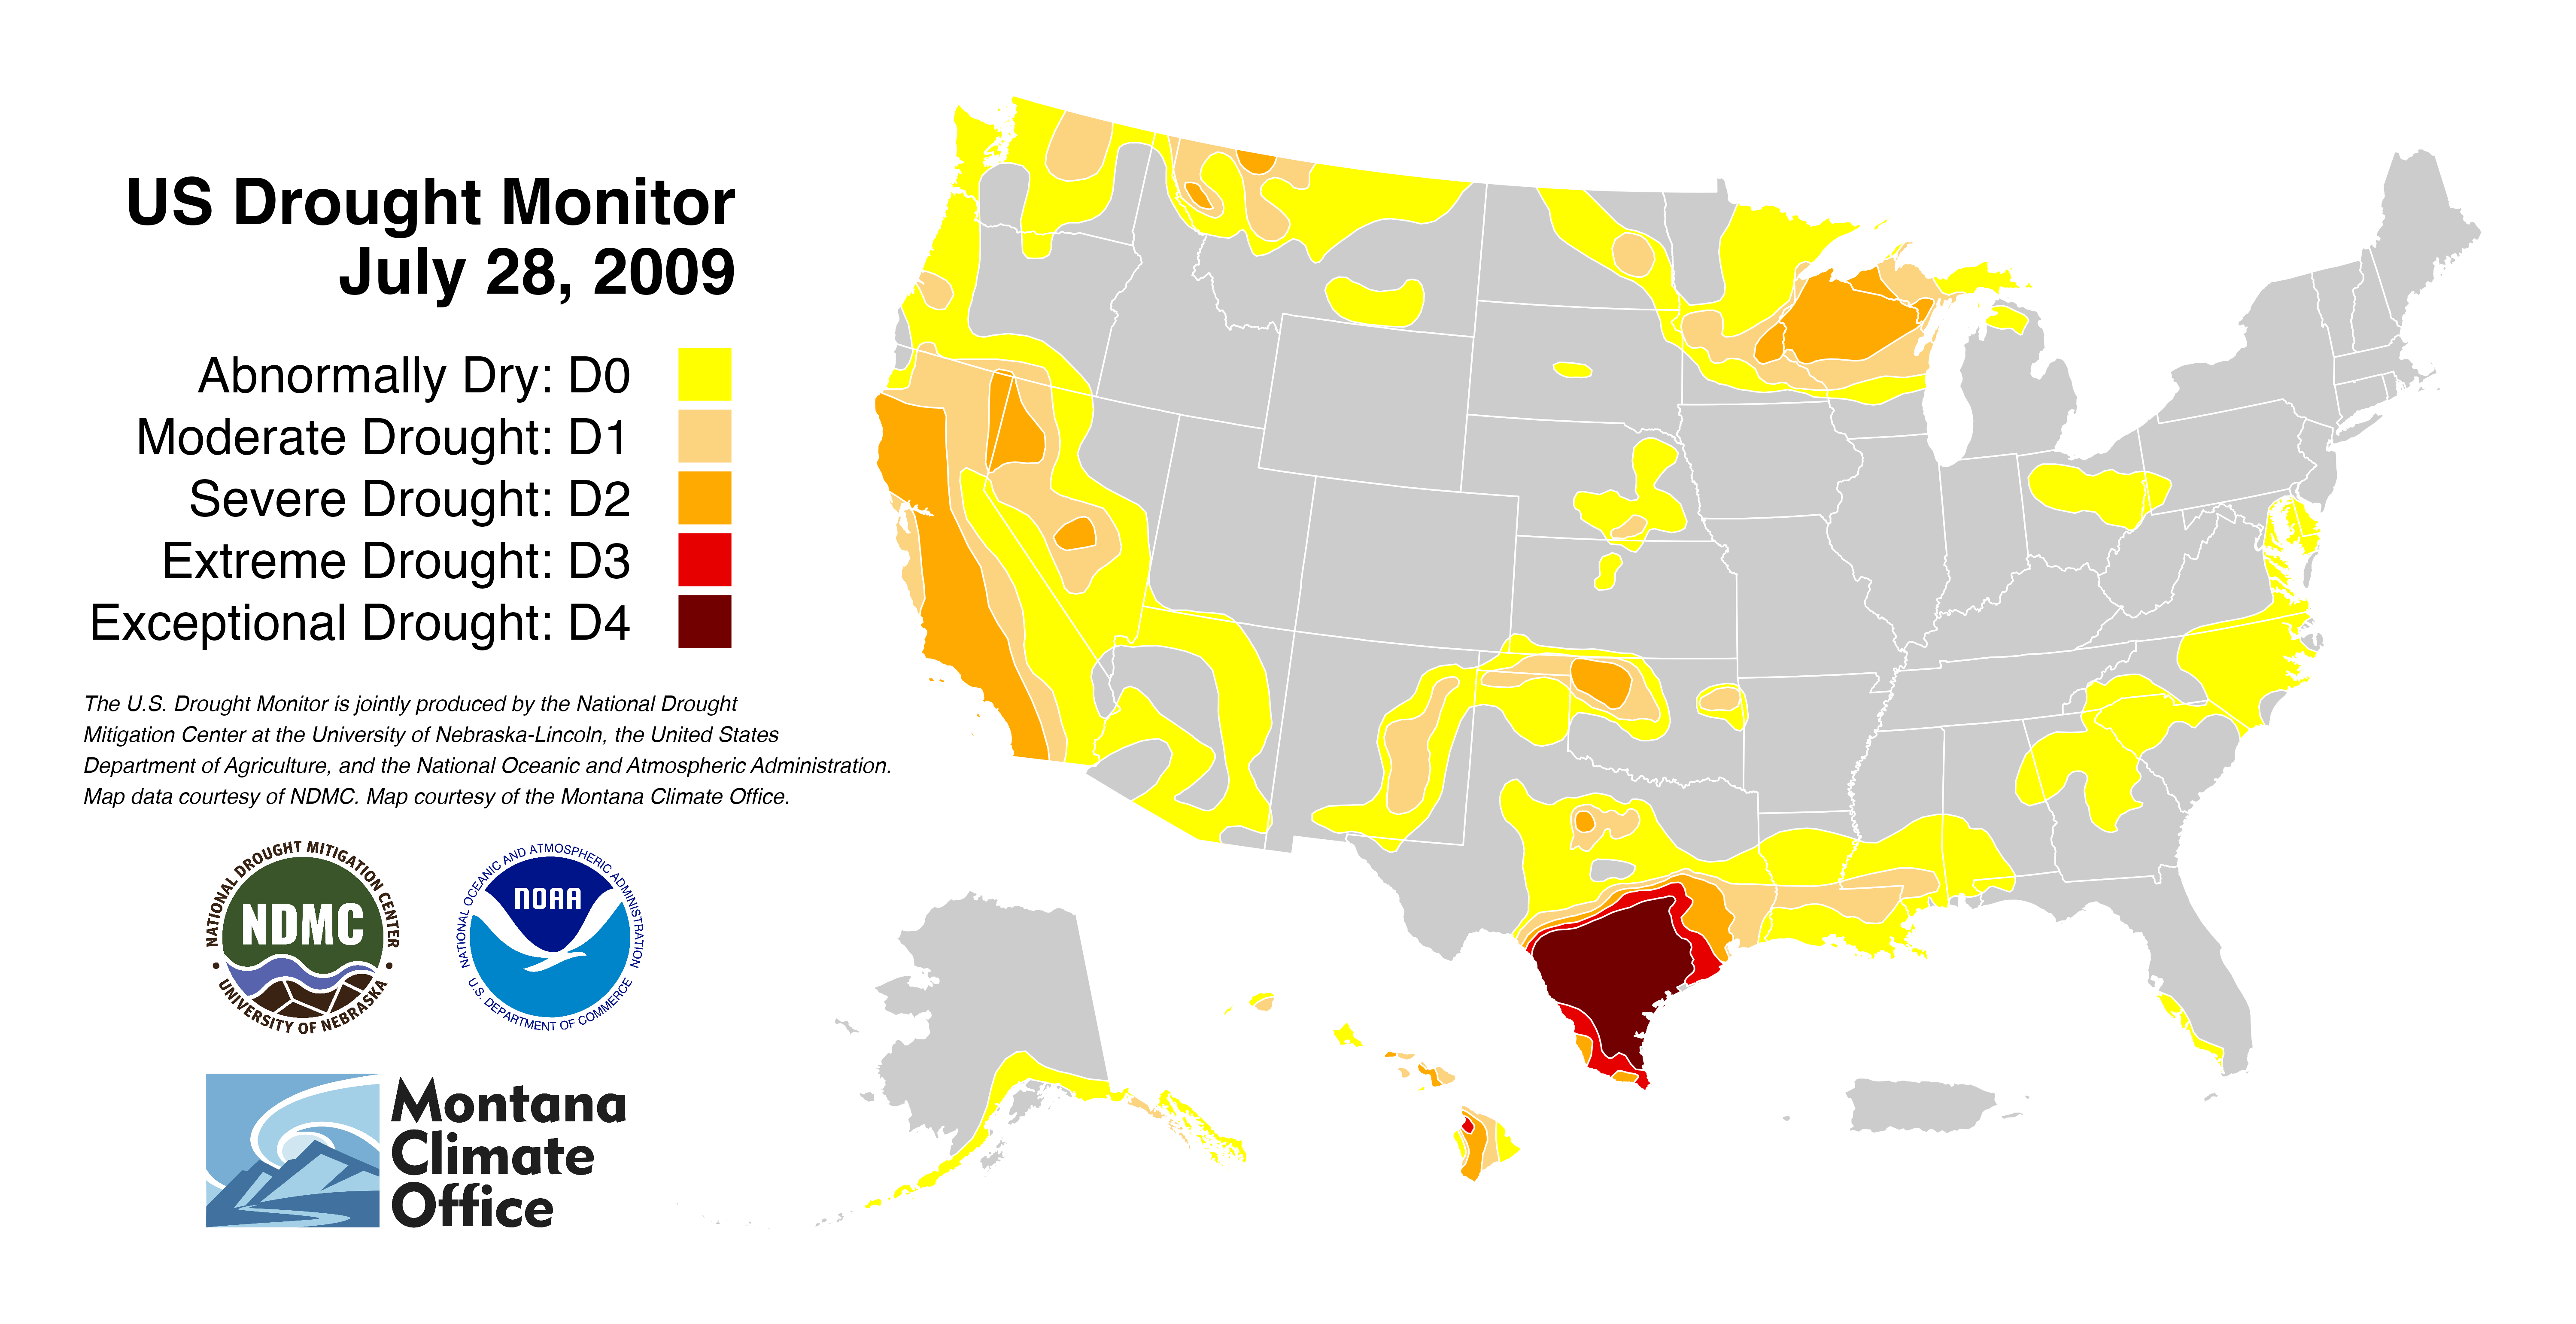 US Drought Monitor
July 28, 2009
Abnormally Dry: D0
Moderate Drought: D1
Severe Drought: D2
Extreme Drought: D3
Exceptional Drought: D4
The U.S. Drought Monitor is jointly produced by the National Drought
Mitigation Center at the University of Nebraska-Lincoln, the United States
Department of Agriculture, and the National Oceanic and Atmospheric Administration.
Map data courtesy of NDMC. Map courtesy of the Montana Climate Office.
NATIONAL DROUGHT MITIGATION CENTER
NDMC
• UNIVERSITY OF NEBRASKA •
NATIONAL OCEANIC AND ATMOSPHERIC ADMINISTRATION
NOAA
U.S. DEPARTMENT OF COMMERCE
Montana
Climate
Office